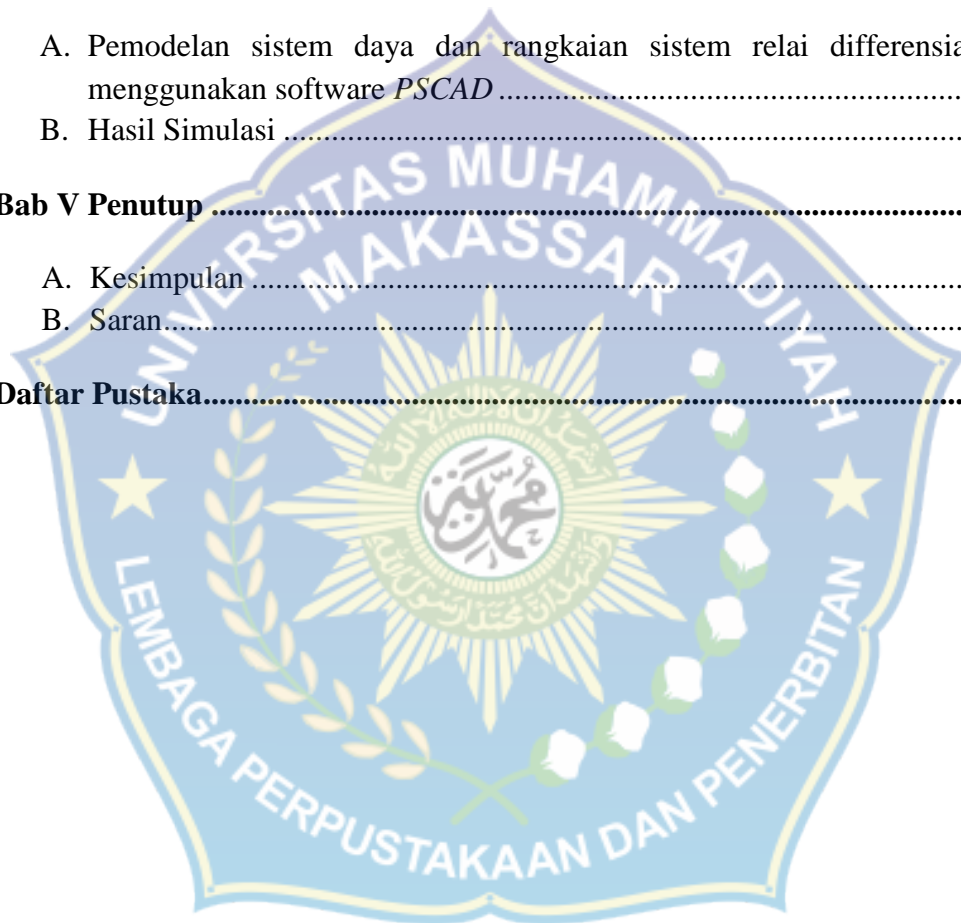 A. Pemodelan sistem daya dan rangkaian sistem relai differensia
menggunakan software PSCAD ........................................................................
B. Hasil Simulasi ........................................................................
Bab V Penutup ........................................................................
A. Kesimpulan ........................................................................
B. Saran........................................................................
Daftar Pustaka........................................................................
UNIVERSITAS MUHAMMADIYAH
MAKASSAR
محمد
LEMBAGA PERPUSTAKAAN DAN PENERBITAN